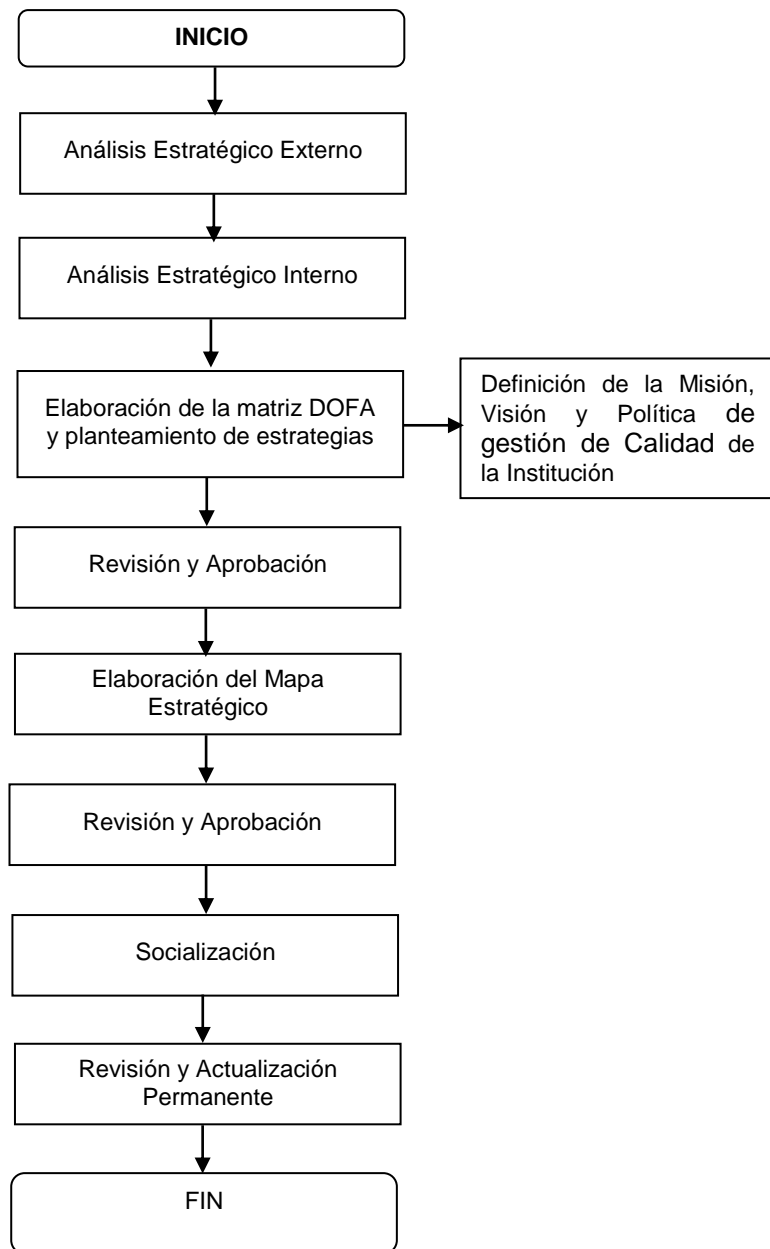 INICIO
Análisis Estratégico Externo
Análisis Estratégico Interno
Elaboración de la matriz DOFA
y planteamiento de estrategias
Definición de la Misión,
Visión y Política de
gestión de Calidad de
la Institución
Revisión y Aprobación
Elaboración del Mapa
Estratégico
Revisión y Aprobación
Socialización
Revisión y Actualización
Permanente
FIN